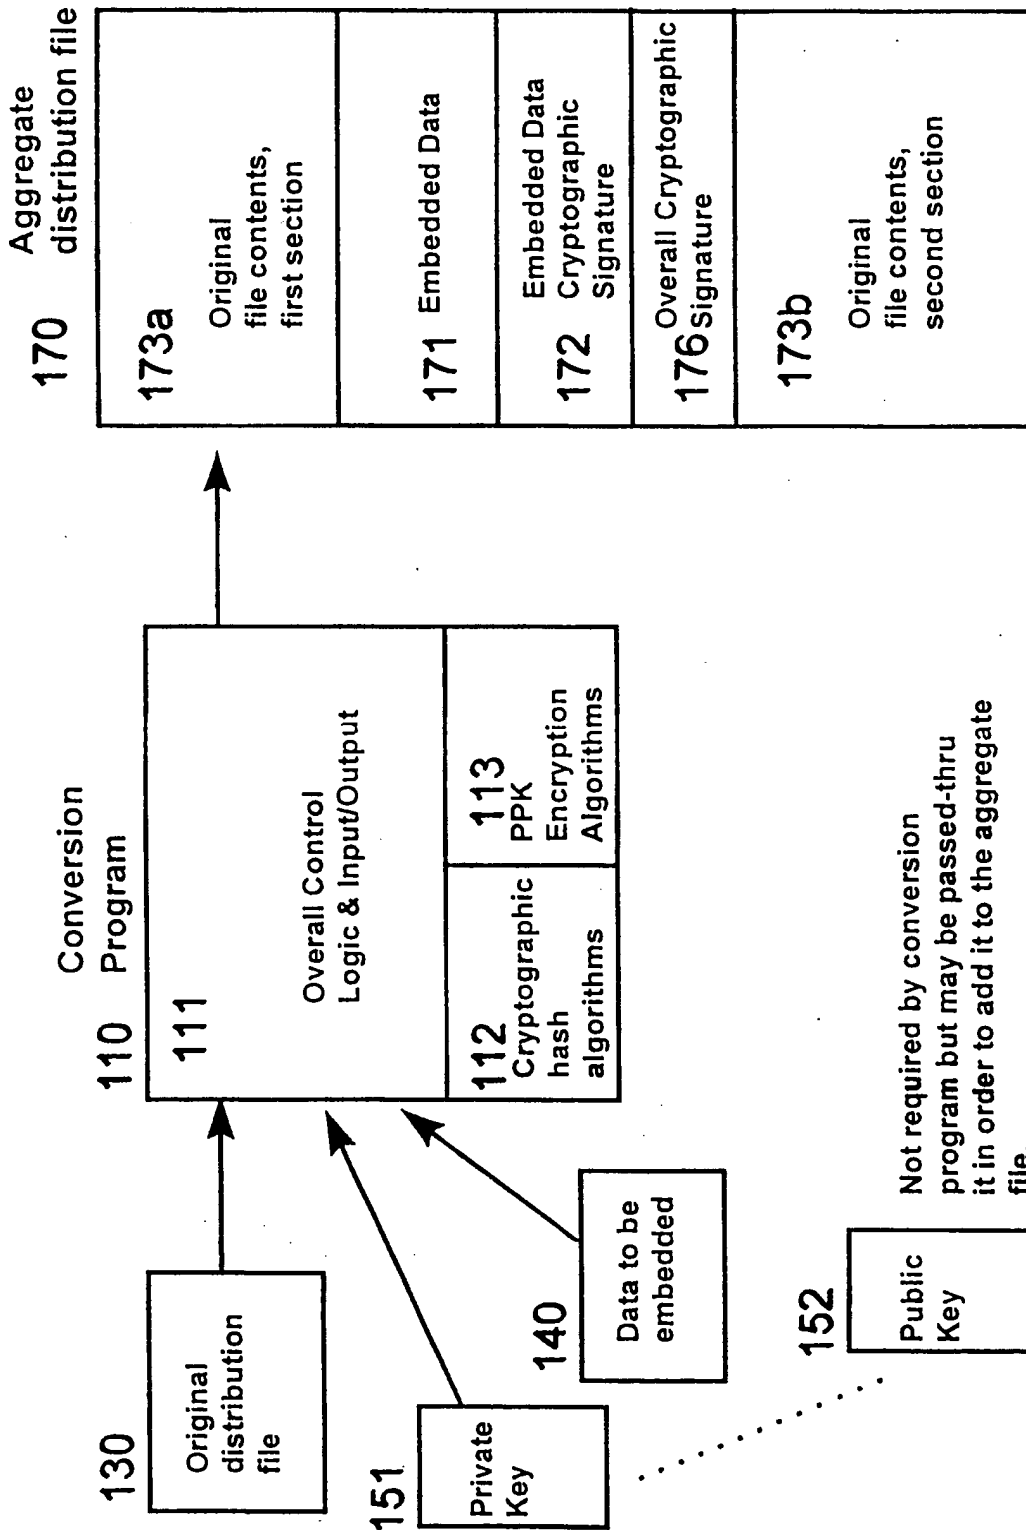 130
Original
distribution
file
151
Private
Key
140
Data to be
embedded
152
Public
Key
Not required by conversion
program but may be passed-thru
it in order to add it to the aggregate
file.
Conversion
110 Program
111
Overall Control
Logic & Input/Output
112
Cryptographic
hash
algorithms
113
PPK
Encryption
Algorithms
Aggregate
170 distribution file
173a
Original
file contents,
first section
171 Embedded Data
Embedded Data
172 Cryptographic
Signature
Overall Cryptographic
176 Signature
173b
Original
file contents,
second section